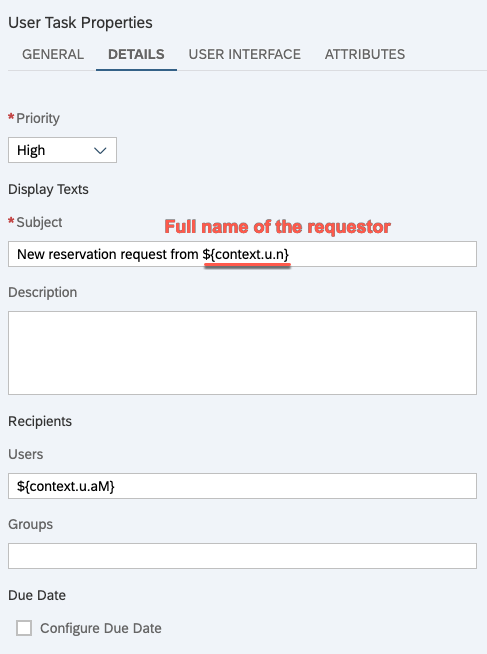 User Task Properties
GENERAL DETAILS USER INTERFACE ATTRIBUTES
*Priority
High
Display Texts
*Subject
Full name of the requestor
New reservation request from ${context.u.n}
Description
Recipients
Users
${context.u.aM}
Groups
Due Date
Configure Due Date